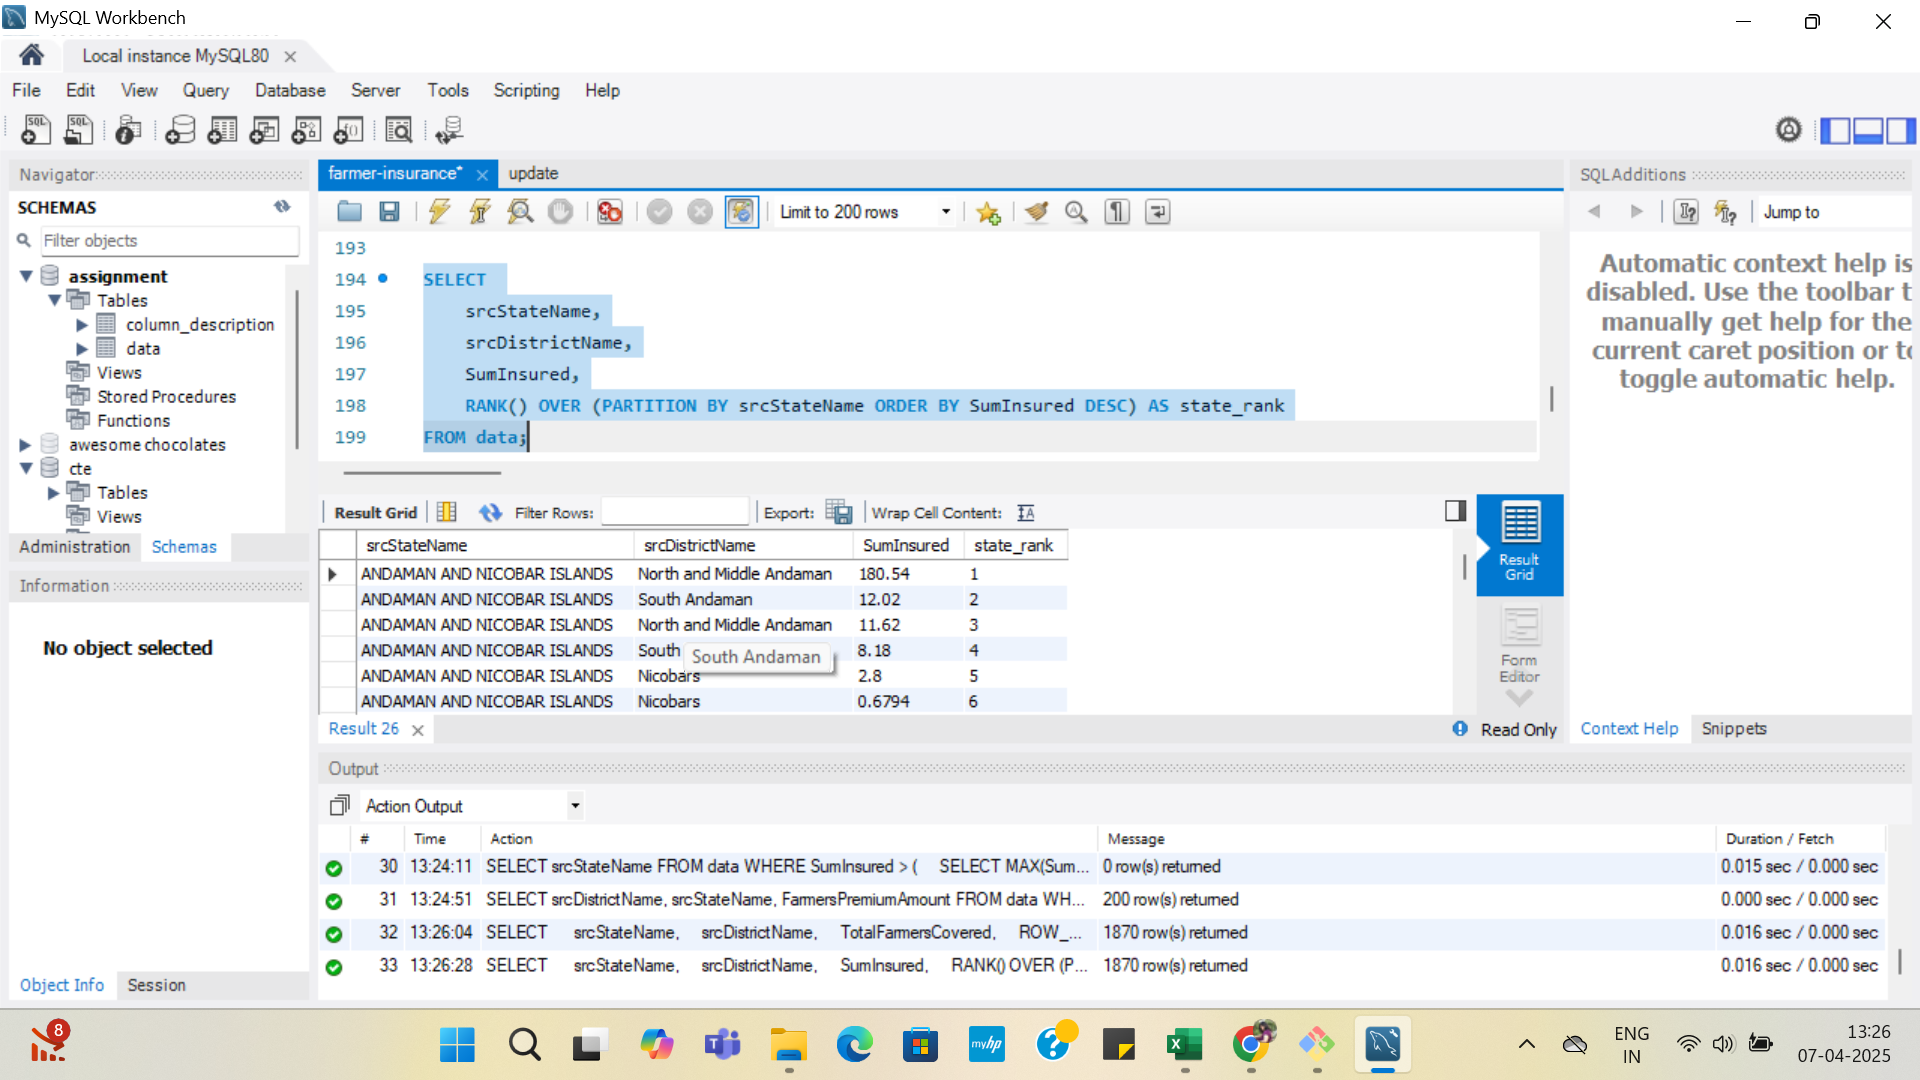 MySQL Workbench
Local instance MySQL80
File Edit View Query Database Server Tools Scripting Help
Navigator
SCHEMAS
Filter objects
assignment
Tables
column_description
data
Views
Stored Procedures
Functions
awesome chocolates
cte
Tables
Views
Administration Schemas
Information
No object selected
Object Info Session
farmer-insurance* update
Limit to 200 rows
193
194 SELECT
195 srcStateName,
196 srcDistrictName,
197 SumInsured,
198 RANK() OVER (PARTITION BY srcStateName ORDER BY SumInsured DESC) AS state_rank
199 FROM data;
Result Grid Filter Rows: Export: Wrap Cell Content:
srcStateName srcDistrictName SumInsured state_rank
ANDAMAN AND NICOBAR ISLANDS North and Middle Andaman 180.54 1
ANDAMAN AND NICOBAR ISLANDS South Andaman 12.02 2
ANDAMAN AND NICOBAR ISLANDS North and Middle Andaman 11.62 3
ANDAMAN AND NICOBAR ISLANDS South 8.18 4
South Andaman
ANDAMAN AND NICOBAR ISLANDS Nicobars 2.8 5
ANDAMAN AND NICOBAR ISLANDS Nicobars 0.6794 6
Result 26
Read Only
Result
Grid
Form
Editor
SQLAdditions
Jump to
Automatic context help is
disabled. Use the toolbar t
manually get help for the
current caret position or to
toggle automatic help.
Context Help Snippets
Output
Action Output
# Time Action Message Duration / Fetch
30 13:24:11 SELECT srcStateName FROM data WHERE SumInsured > ( SELECT MAX(Sum... 0 row(s) returned 0.015 sec / 0.000 sec
31 13:24:51 SELECT srcDistrictName, srcStateName, FarmersPremiumAmount FROM data WH... 200 row(s) returned 0.000 sec / 0.000 sec
32 13:26:04 SELECT srcStateName, srcDistrictName, TotalFarmersCovered, ROW_... 1870 row(s) returned 0.016 sec / 0.000 sec
33 13:26:28 SELECT srcStateName, srcDistrictName, SumInsured, RANK() OVER (P... 1870 row(s) returned 0.016 sec / 0.000 sec
8
myhp
ENG
IN
13:26
07-04-2025